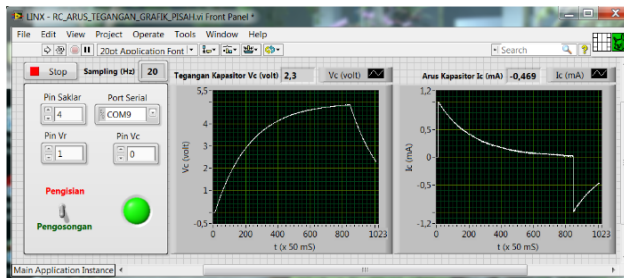 LINX - RC_ARUS_TEGANGAN_GRAFIK_PISAH.vi Front Panel *
File Edit View Project Operate Tools Window Help
20pt Application Font
Search
Stop
Sampling (Hz) 20
Pin Saklar
Port Serial
4
COM9
Pin Vr
Pin Vc
1
0
Pengisian
Pengosongan
Tegangan Kapasitor Vc (volt) 2,3
Vc (volt)
5,5
4
3
2
1
-0,5
Vc (volt)
0 200 400 600 800 1023
t (x 50 mS)
Arus Kapasitor Ic (mA) -0,469
Ic (mA)
1,2
0,5
0
-0,5
-1,2
Ic (mA)
0 200 400 600 800 1023
t (x 50 mS)
Main Application Instance